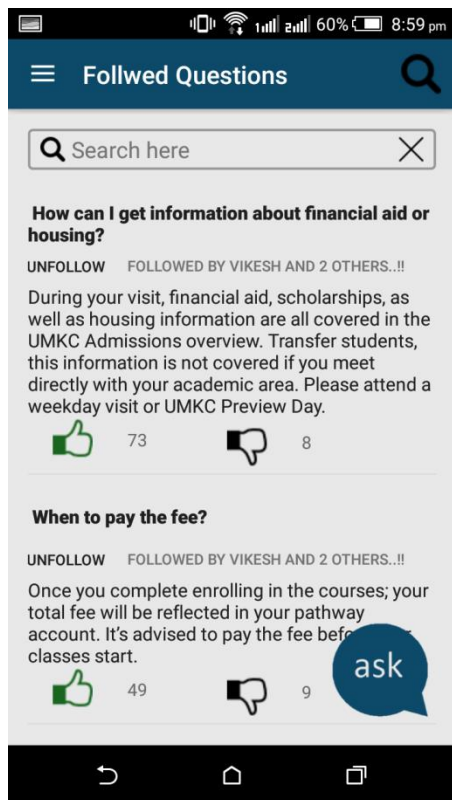 60% 8:59 pm
Follwed Questions
Search here
How can I get information about financial aid or
housing?
UNFOLLOW FOLLOWED BY VIKESH AND 2 OTHERS..!!
During your visit, financial aid, scholarships, as
well as housing information are all covered in the
UMKC Admissions overview. Transfer students,
this information is not covered if you meet
directly with your academic area. Please attend a
weekday visit or UMKC Preview Day.
73 8
When to pay the fee?
UNFOLLOW FOLLOWED BY VIKESH AND 2 OTHERS..!!
Once you complete enrolling in the courses; your
total fee will be reflected in your pathway
account. It's advised to pay the fee
classes start.
ask
49 9